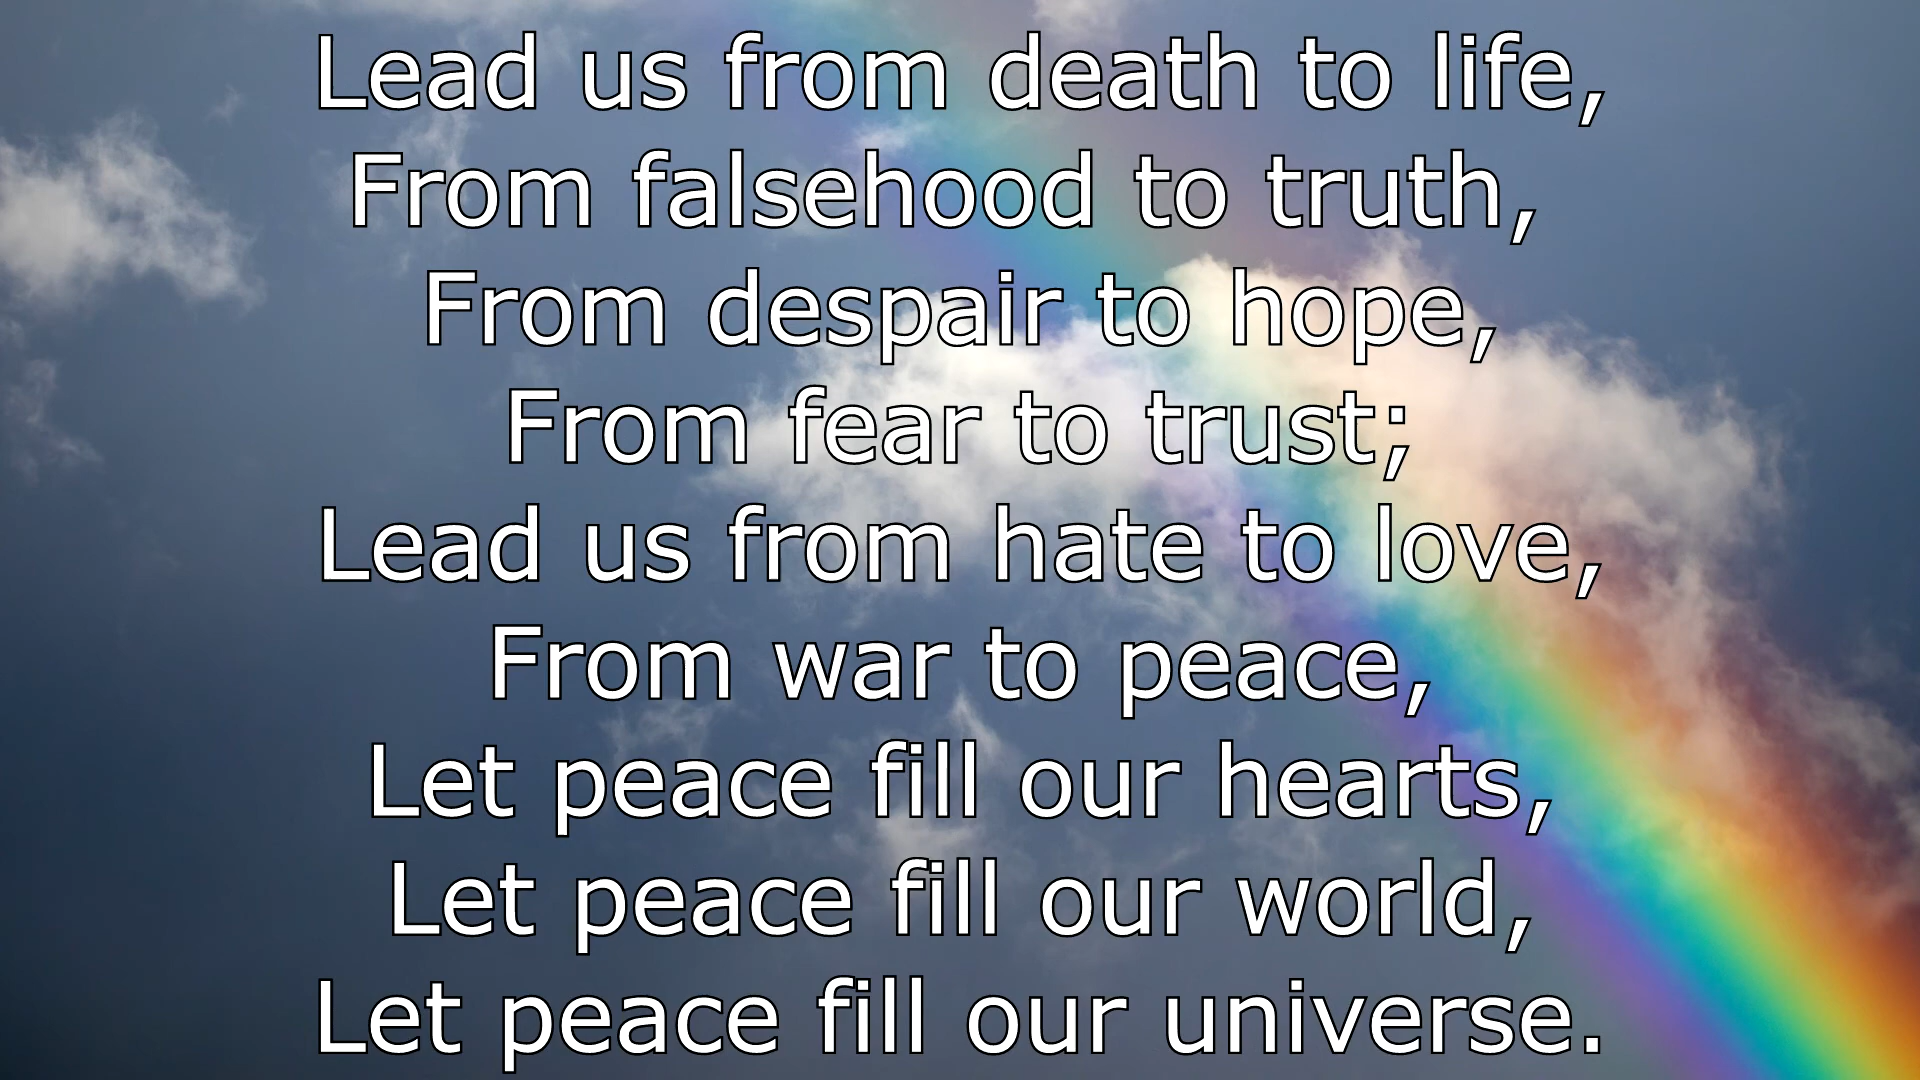 Lead us from death to life,
From falsehood to truth,
From despair to hope,
From fear to trust;
Lead us from hate to love,
From war to peace,
Let peace fill our hearts,
Let peace fill our world,
Let peace fill our universe.